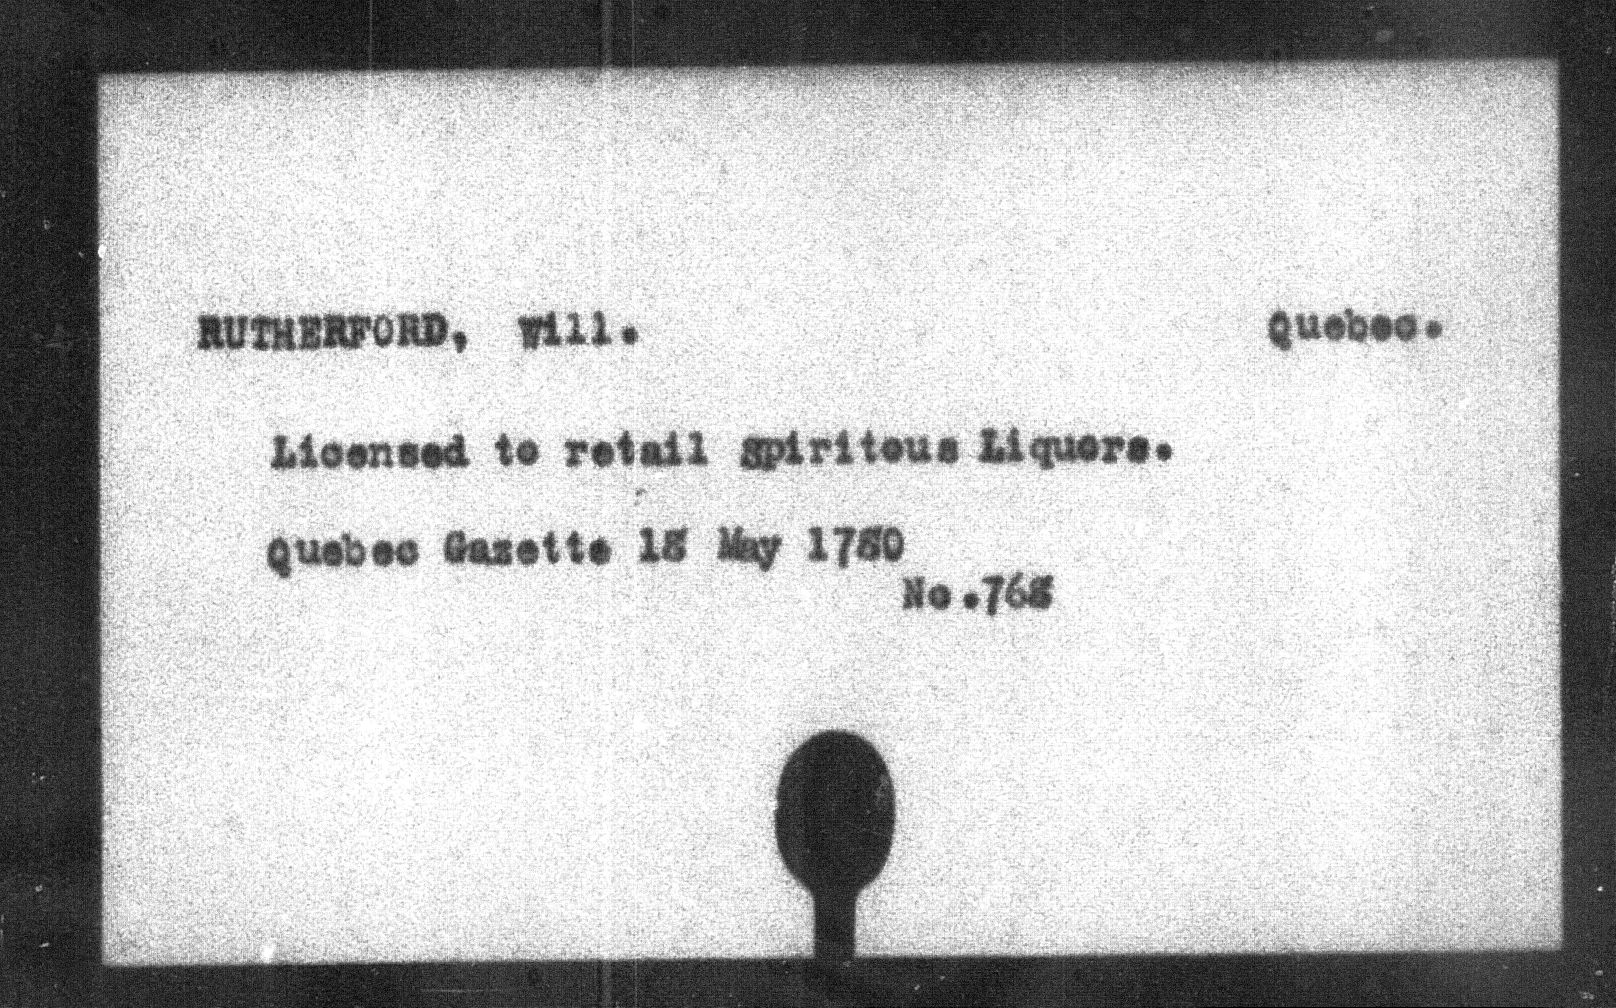 RUTHERFORD, Will. Quebec.
Licensed to retail spiritous Liquors.
Quebec Gazette 18 May 1780
No.768